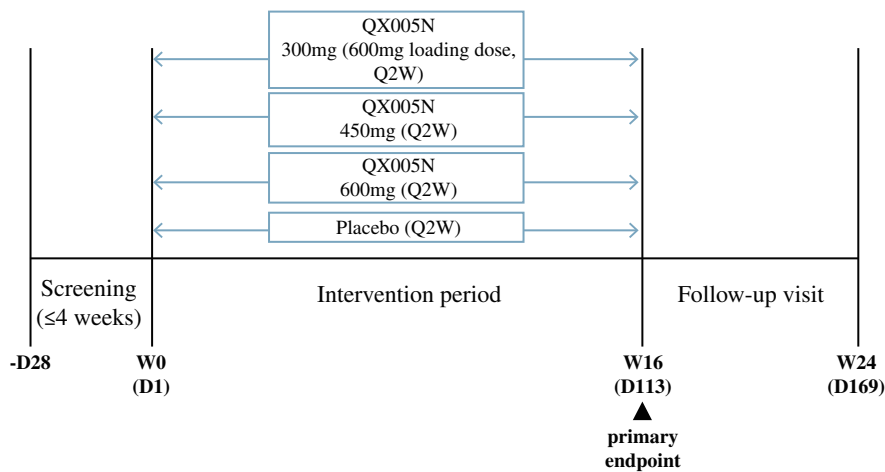 QX005N
300mg (600mg loading dose,
Q2W)
QX005N
450mg (Q2W)
QX005N
600mg (Q2W)
Placebo (Q2W)
Screening
(≤4 weeks)
Intervention period
Follow-up visit
-D28
W0
(D1)
W16
(D113)
W24
(D169)
primary
endpoint